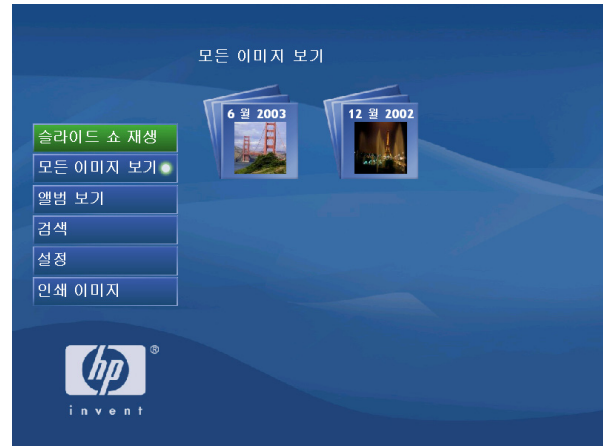 모든 이미지 보기
6 월 2003
12 월 2002
슬라이드 쇼 재생
모든 이미지 보기
앨범 보기
검색
설정
인쇄 이미지
hp ®
invent